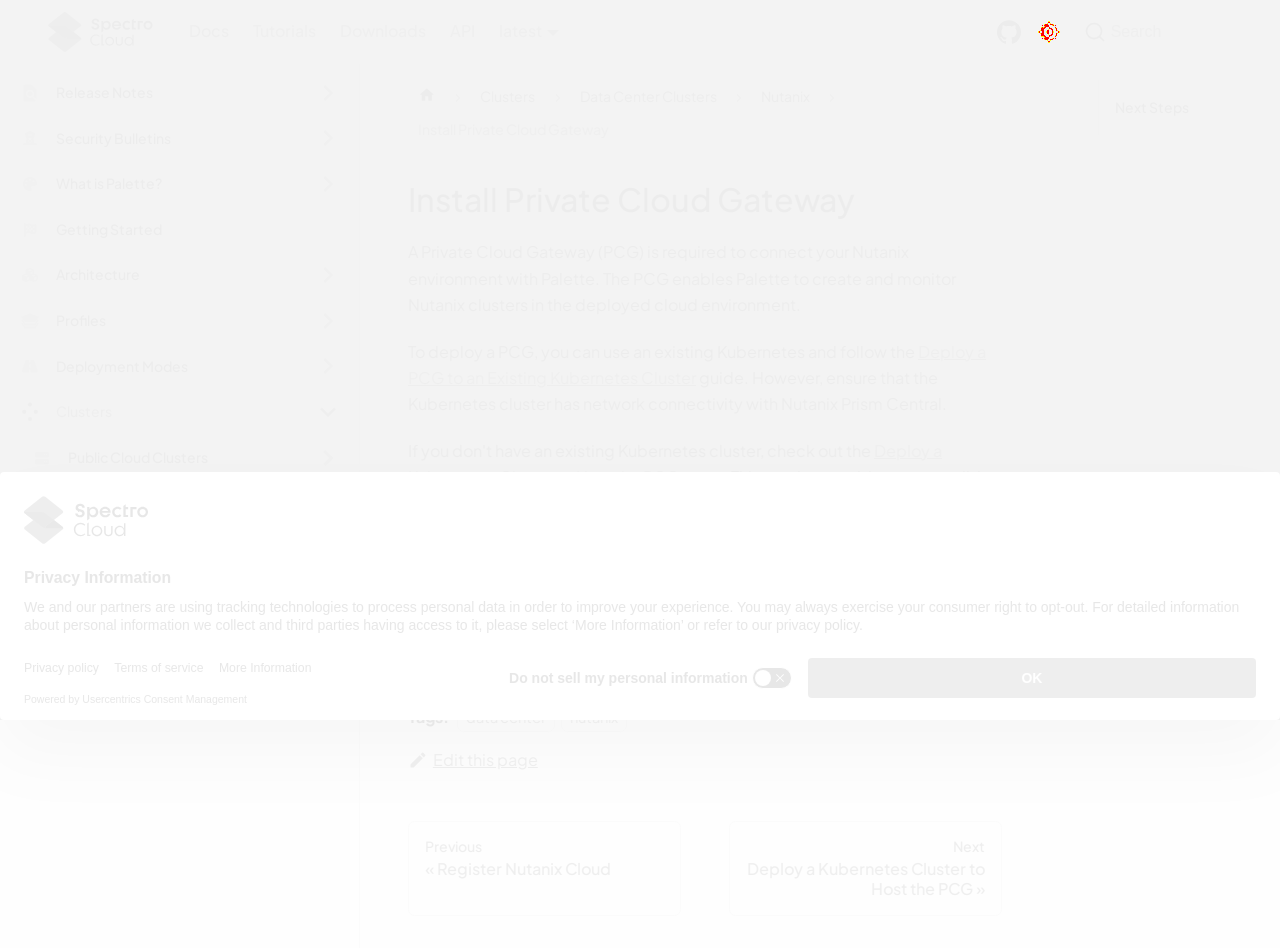 Spectro Cloud
Docs Tutorials Downloads API latest
Search
Release Notes
Security Bulletins
What is Palette?
Getting Started
Architecture
Profiles
Deployment Modes
Clusters
Public Cloud Clusters
Clusters Data Center Clusters Nutanix
Install Private Cloud Gateway
Next Steps
Install Private Cloud Gateway
A Private Cloud Gateway (PCG) is required to connect your Nutanix
environment with Palette. The PCG enables Palette to create and monitor
Nutanix clusters in the deployed cloud environment.
To deploy a PCG, you can use an existing Kubernetes and follow the Deploy a
PCG to an Existing Kubernetes Cluster guide. However, ensure that the
Kubernetes cluster has network connectivity with Nutanix Prism Central.
If you don't have an existing Kubernetes cluster, check out the Deploy a
Spectro Cloud
Privacy Information
We and our partners are using tracking technologies to process personal data in order to improve your experience. You may always exercise your consumer right to opt-out. For detailed information
about personal information we collect and third parties having access to it, please select 'More Information' or refer to our privacy policy.
Privacy policy Terms of service More Information
Do not sell my personal information
OK
Powered by Usercentrics Consent Management
Tags: data center nutanix
Edit this page
Previous
« Register Nutanix Cloud
Next
Deploy a Kubernetes Cluster to
Host the PCG »